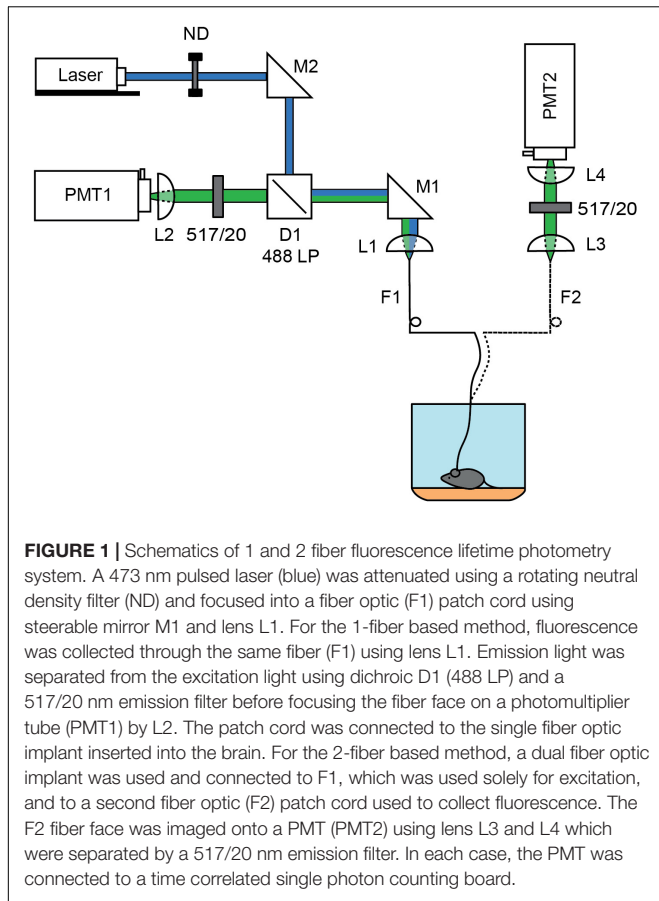 ND
Laser
M2
PMT2
PMT1
M1
L4
517/20
L2
517/20
D1
488 LP
L1
L3
F1
F2
FIGURE 1 | Schematics of 1 and 2 fiber fluorescence lifetime photometry
system. A 473 nm pulsed laser (blue) was attenuated using a rotating neutral
density filter (ND) and focused into a fiber optic (F1) patch cord using
steerable mirror M1 and lens L1. For the 1-fiber based method, fluorescence
was collected through the same fiber (F1) using lens L1. Emission light was
separated from the excitation light using dichroic D1 (488 LP) and a
517/20 nm emission filter before focusing the fiber face on a photomultiplier
tube (PMT1) by L2. The patch cord was connected to the single fiber optic
implant inserted into the brain. For the 2-fiber based method, a dual fiber optic
implant was used and connected to F1, which was used solely for excitation,
and to a second fiber optic (F2) patch cord used to collect fluorescence. The
F2 fiber face was imaged onto a PMT (PMT2) using lens L3 and L4 which
were separated by a 517/20 nm emission filter. In each case, the PMT was
connected to a time correlated single photon counting board.